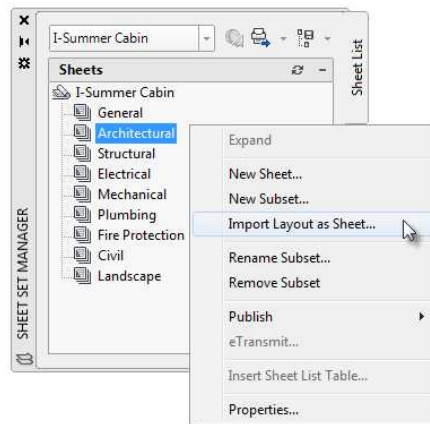 I-Summer Cabin
Sheet List
Sheets
I-Summer Cabin
General
Architectural
Structural
Electrical
Mechanical
Plumbing
Fire Protection
Civil
Landscape
SHEET SET MANAGER
Expand
New Sheet...
New Subset...
Import Layout as Sheet...
Rename Subset...
Remove Subset
Publish
eTransmit...
Insert Sheet List Table...
Properties...